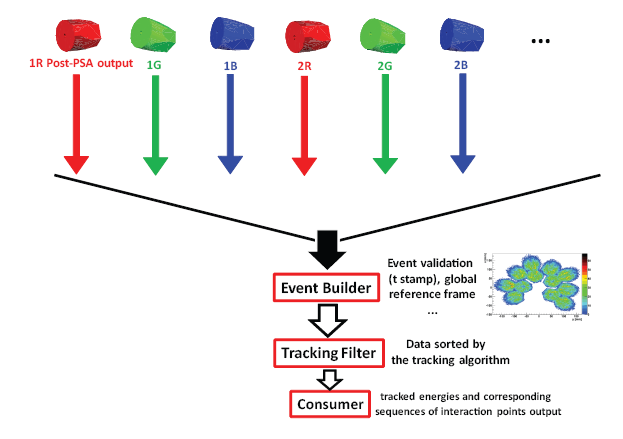 ...
1R Post-PSA output 1G 1B 2R 2G 2B
Event Builder
Event validation
(t stamp), global
reference frame
...
Tracking Filter
Data sorted by
the tracking algorithm
Consumer
tracked energies and corresponding
sequences of interaction points output